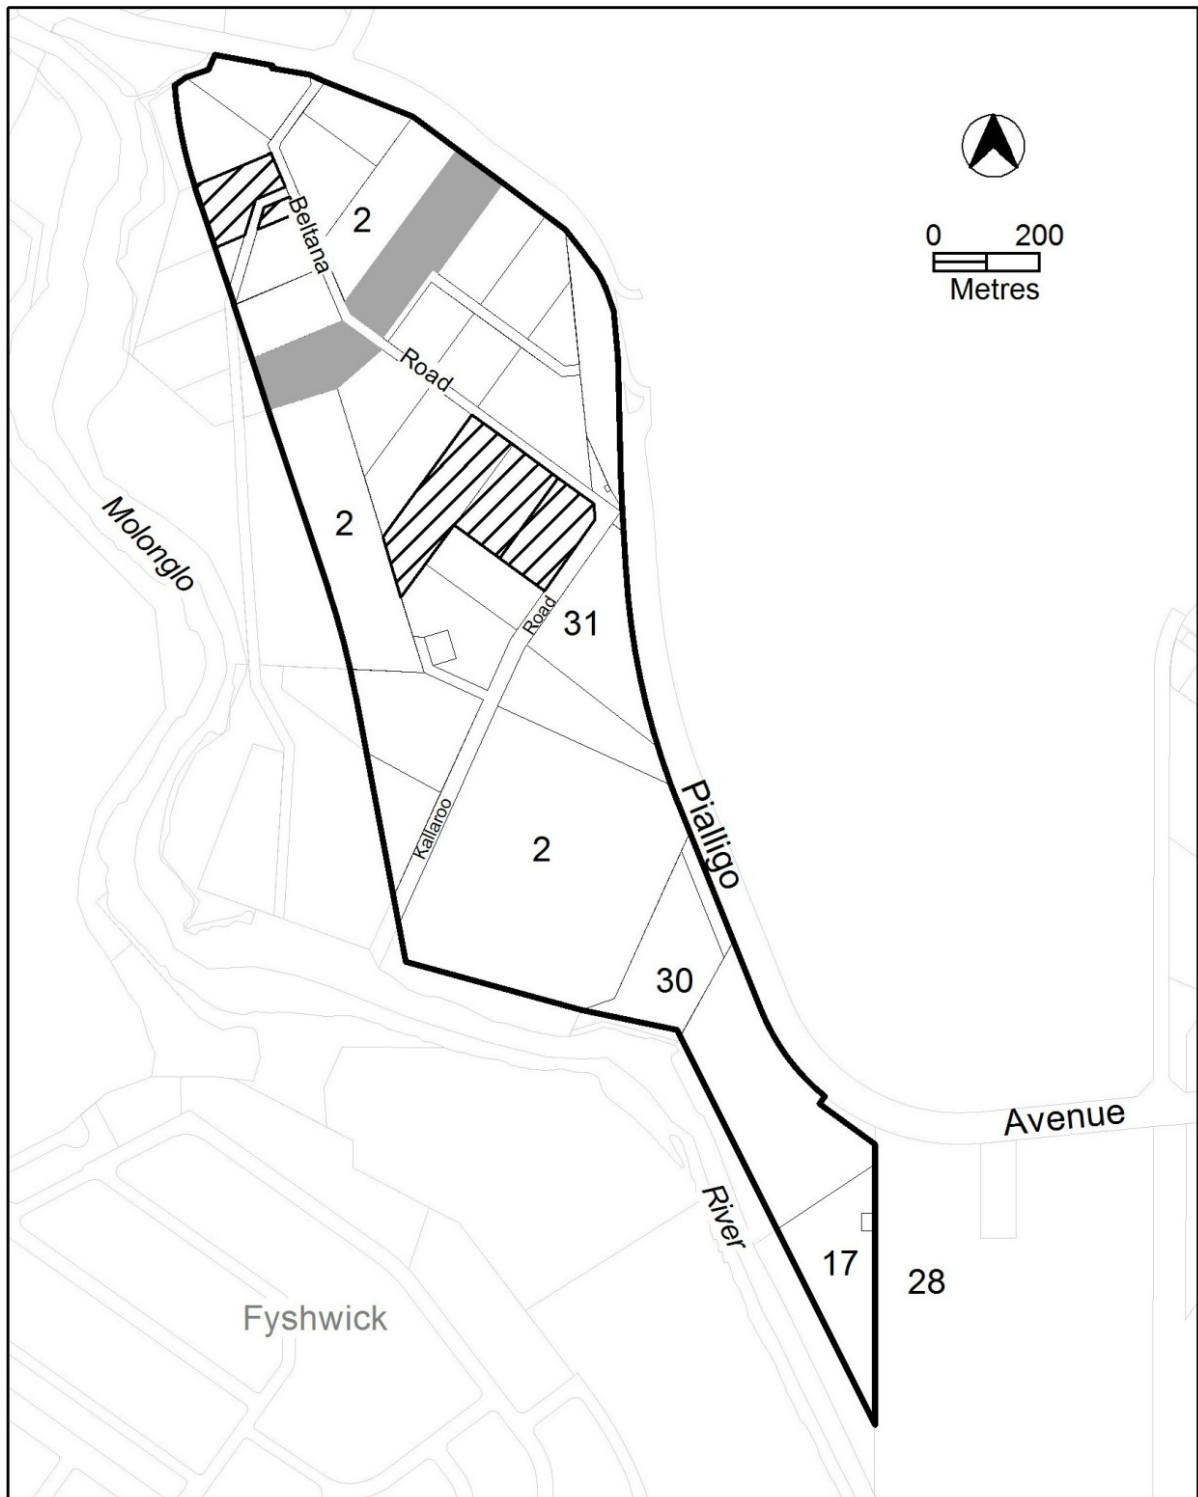 2
Beltana
0 200
Metres
Road
Molonglo
2
Road
31
Pialligo
Kallaroo
2
30
Avenue
River
17
28
Fyshwick